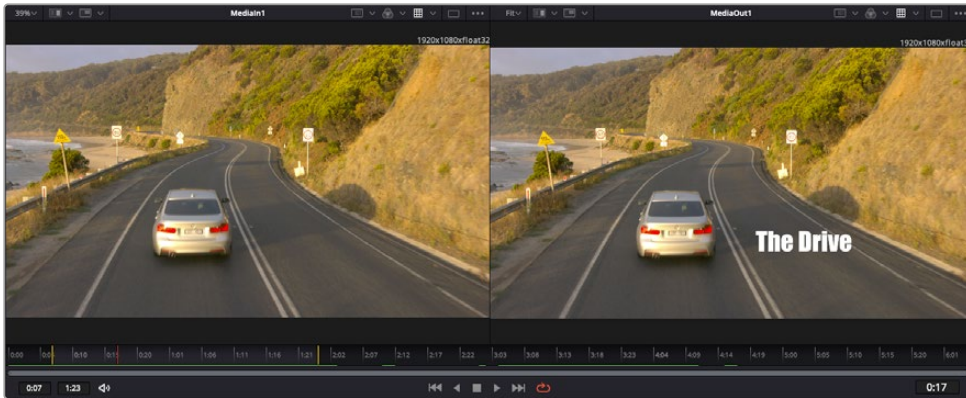 39% MediaIn1 Fit MediaOut1
1920x1080xfloat32 1920x1080xfloat32
The Drive
0:00 0:10 0:20 1:01 1:06 1:11 1:16 1:21 2:02 2:07 2:12 2:17 2:22 3:03 3:08 3:13 3:18 3:23 4:04 4:09 4:14 4:19 5:00 5:05 5:10 5:15 5:20 6:01
0:07 1:23 0:17